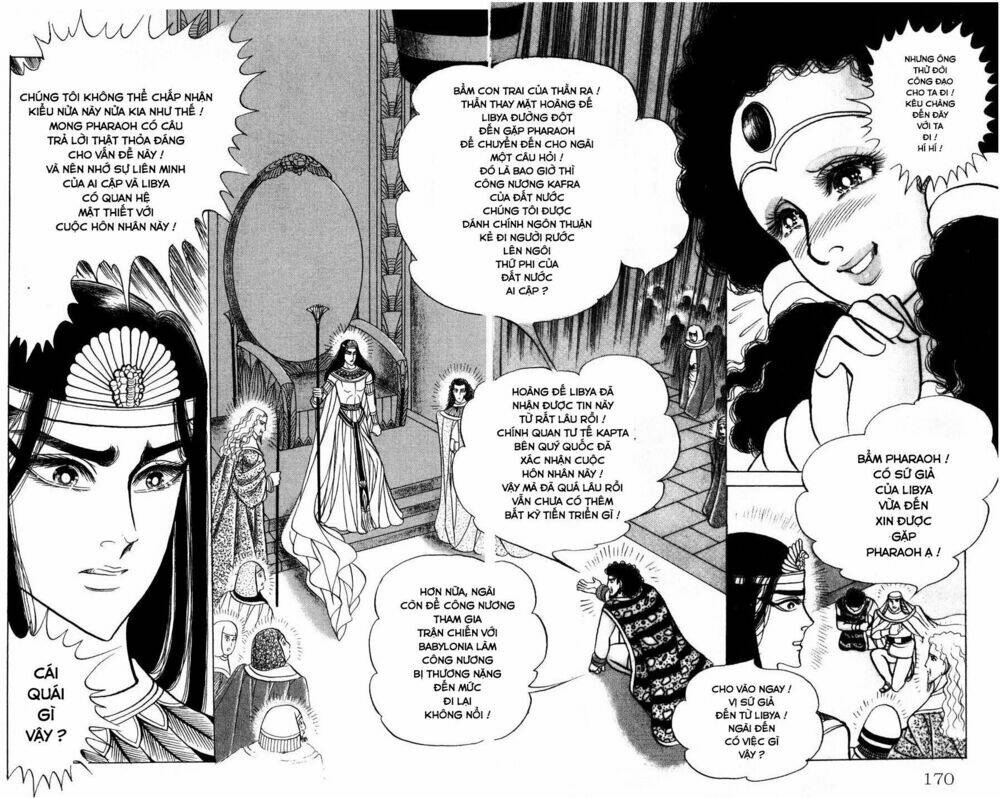 NHƯNG ÔNG
THỬ ĐÒI
CÔNG ĐẠO
CHO TA ĐI !
KÊU CHÀNG
ĐẾN ĐÂY
VỚI TA
ĐI !
HÍ HÍ !
BẨM PHARAOH !
CÓ SỨ GIẢ
CỦA LIBYA
VỪA ĐẾN
XIN ĐƯỢC
GẶP
PHARAOH Ạ !
CHO VÀO NGAY !
VỊ SỨ GIẢ
ĐẾN TỪ LIBYA !
NGÀI ĐẾN
CÓ VIỆC GÌ
VẬY ?
BẨM CON TRAI CỦA THẦN RA !
THẦN THAY MẶT HOÀNG ĐẾ
LIBYA ĐƯỜNG ĐỘT
ĐẾN GẶP PHARAOH
ĐỂ CHUYỂN ĐẾN CHO NGÀI
MỘT CÂU HỎI !
ĐÓ LÀ BAO GIỜ THÌ
CÔNG NƯƠNG KAFRA
CỦA ĐẤT NƯỚC
CHÚNG TÔI ĐƯỢC
DÁNH CHÍNH NGÔN THUẬN
KẺ ĐI NGƯỜI RƯỚC
LÊN NGÔI
THỨ PHI CỦA
ĐẤT NƯỚC
AI CẬP ?
HOÀNG ĐẾ LIBYA ĐÃ
NHẬN ĐƯỢC TIN NÀY
TỪ RẤT LÂU RỒI !
CHÍNH QUAN TƯ TẾ KAPTA
BÊN QUÝ QUỐC ĐÃ
XÁC NHẬN CUỘC
HÔN NHÂN NÀY !
VẬY MÀ ĐÃ QUÁ LÂU RỒI
VẪN CHƯA CÓ THÊM
BẤT KỲ TIẾN TRIỂN GÌ !
HƠN NỮA, NGÀI
CÒN ĐỂ CÔNG NƯƠNG
THAM GIA
TRẬN CHIẾN VỚI
BABYLONIA LÀM
CÔNG NƯƠNG
BỊ THƯƠNG NẶNG
ĐẾN MỨC
ĐI LẠI
KHÔNG NỔI !
CHÚNG TÔI KHÔNG THỂ CHẤP NHẬN
KIỂU NỬA NÀY NỬA KIA NHƯ THẾ !
MONG PHARAOH CÓ CÂU
TRẢ LỜI THẬT THỎA ĐÁNG
CHO VẤN ĐỀ NÀY !
VÀ NÊN NHỚ SỰ LIÊN MINH
CỦA AI CẬP VÀ LIBYA
CÓ QUAN HỆ
MẬT THIẾT VỚI
CUỘC HÔN NHÂN NÀY !
CÁI
QUÁI
GÌ
VẬY ?
170